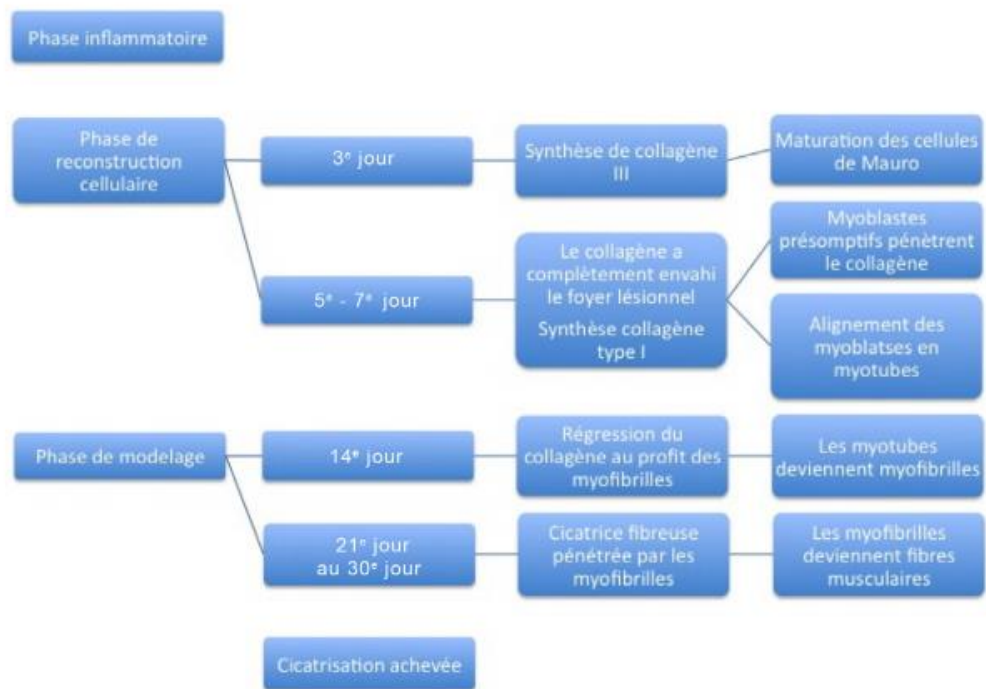 Phase inflammatoire
Phase de
reconstruction
cellulaire
3e jour
Synthèse de collagène
III
Maturation des cellules
de Mauro
5e - 7e jour
Le collagène a
complètement envahi
le foyer lésionnel
Synthèse collagène
type I
Myoblastes
présomptifs pénètrent
le collagène
Alignement des
myoblatses en
myotubes
Phase de modelage
14e jour
Régression du
collagène au profit des
myofibrilles
Les myotubes
deviennent myofibrilles
21e jour
au 30e jour
Cicatrice fibreuse
pénétrée par les
myofibrilles
Les myofibrilles
deviennent fibres
musculaires
Cicatrisation achevée